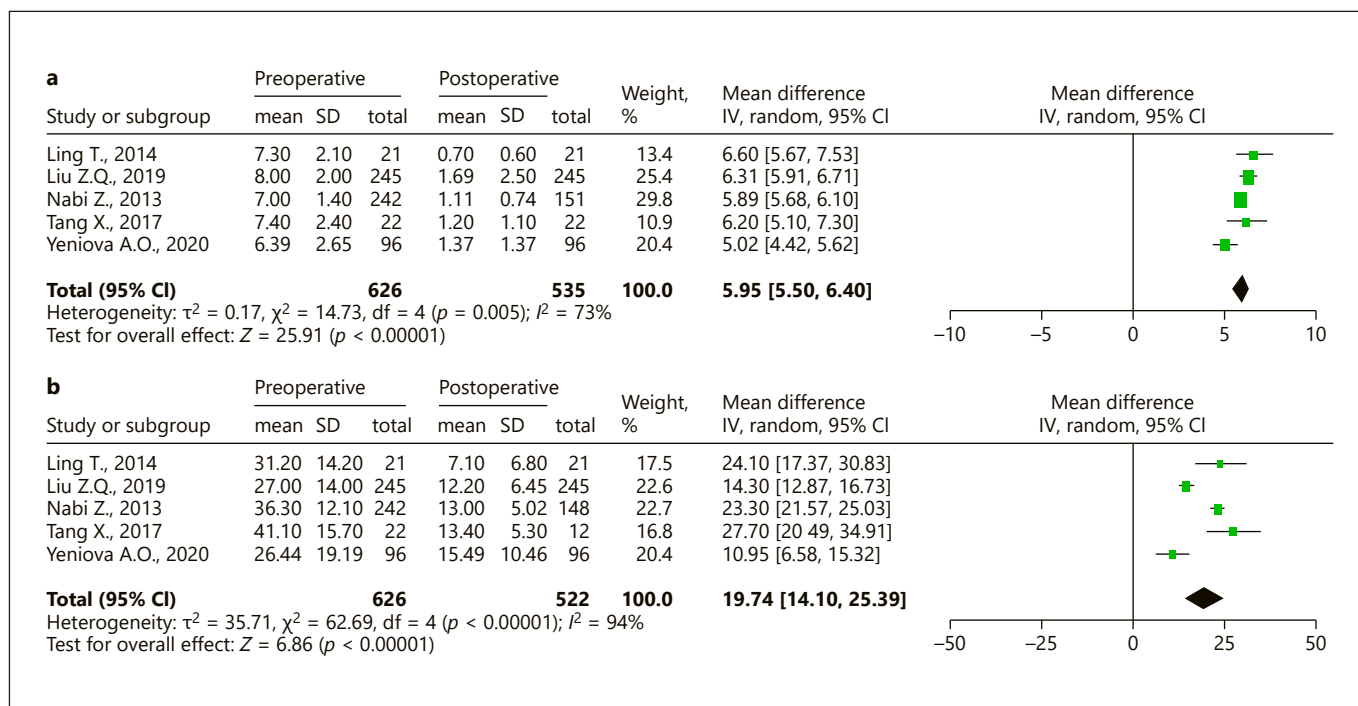 a Preoperative Postoperative Weight, Mean difference Mean difference
Study or subgroup mean SD total mean SD total % IV, random, 95% CI IV, random, 95% CI
Ling T., 2014 7.30 2.10 21 0.70 0.60 21 13.4 6.60 [5.67, 7.53]
Liu Z.Q., 2019 8.00 2.00 245 1.69 2.50 245 25.4 6.31 [5.91, 6.71]
Nabi Z., 2013 7.00 1.40 242 1.11 0.74 151 29.8 5.89 [5.68, 6.10]
Tang X., 2017 7.40 2.40 22 1.20 1.10 22 10.9 6.20 [5.10, 7.30]
Yeniova A.O., 2020 6.39 2.65 96 1.37 1.37 96 20.4 5.02 [4.42, 5.62]
Total (95% CI) 626 535 100.0 5.95 [5.50, 6.40]
Heterogeneity: τ² = 0.17, χ² = 14.73, df = 4 (p = 0.005); I² = 73%
Test for overall effect: Z = 25.91 (p < 0.00001)
−10 −5 0 5 10
b Preoperative Postoperative Weight, Mean difference Mean difference
Study or subgroup mean SD total mean SD total % IV, random, 95% CI IV, random, 95% CI
Ling T., 2014 31.20 14.20 21 7.10 6.80 21 17.5 24.10 [17.37, 30.83]
Liu Z.Q., 2019 27.00 14.00 245 12.20 6.45 245 22.6 14.30 [12.87, 16.73]
Nabi Z., 2013 36.30 12.10 242 13.00 5.02 148 22.7 23.30 [21.57, 25.03]
Tang X., 2017 41.10 15.70 22 13.40 5.30 12 16.8 27.70 [20 49, 34.91]
Yeniova A.O., 2020 26.44 19.19 96 15.49 10.46 96 20.4 10.95 [6.58, 15.32]
Total (95% CI) 626 522 100.0 19.74 [14.10, 25.39]
Heterogeneity: τ² = 35.71, χ² = 62.69, df = 4 (p < 0.00001); I² = 94%
Test for overall effect: Z = 6.86 (p < 0.00001)
−50 −25 0 25 50